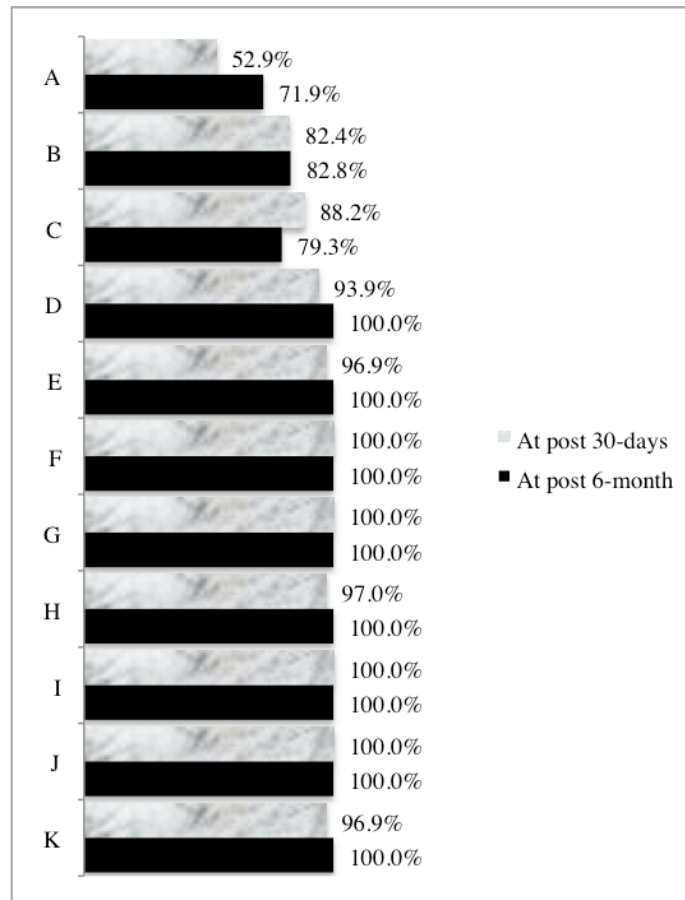 A
52.9%
71.9%
B
82.4%
82.8%
C
88.2%
79.3%
D
93.9%
100.0%
E
96.9%
100.0%
F
100.0%
100.0%
G
100.0%
100.0%
H
97.0%
100.0%
I
100.0%
100.0%
J
100.0%
100.0%
K
96.9%
100.0%
At post 30-days
At post 6-month